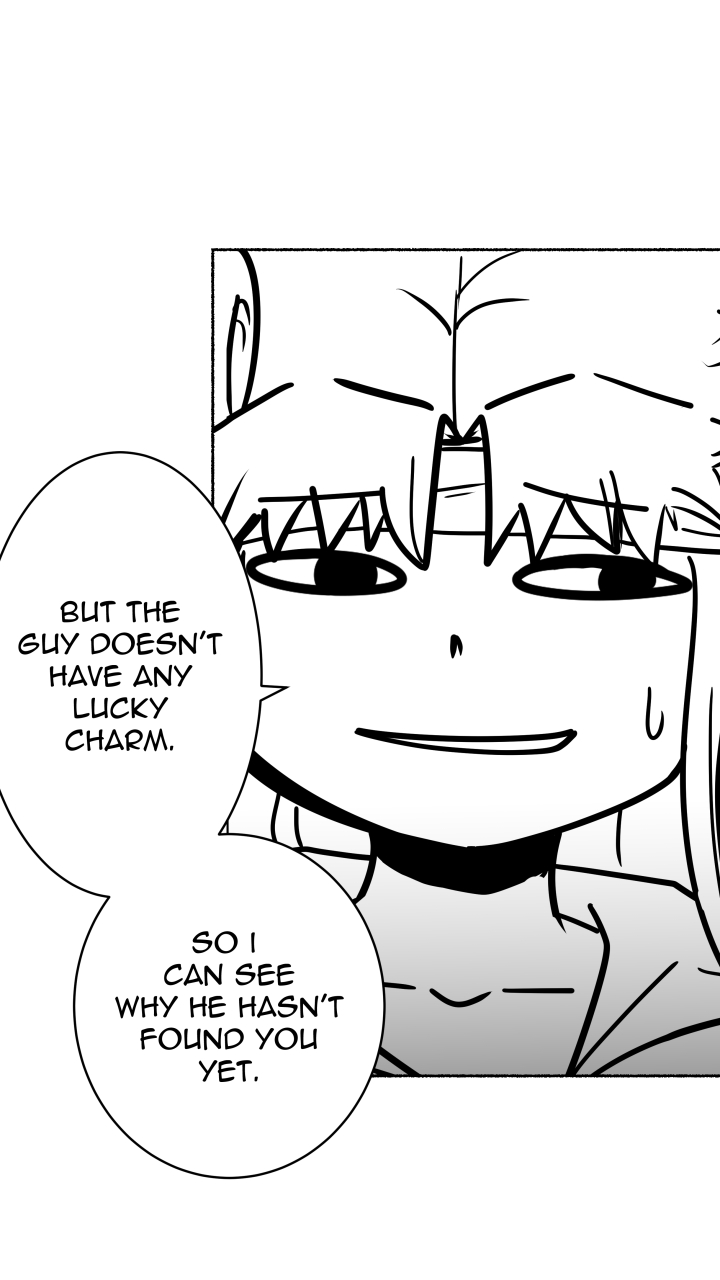 BUT THE
GUY DOESN'T
HAVE ANY
LUCKY
CHARM.
SO I
CAN SEE
WHY HE HASN'T
FOUND YOU
YET.